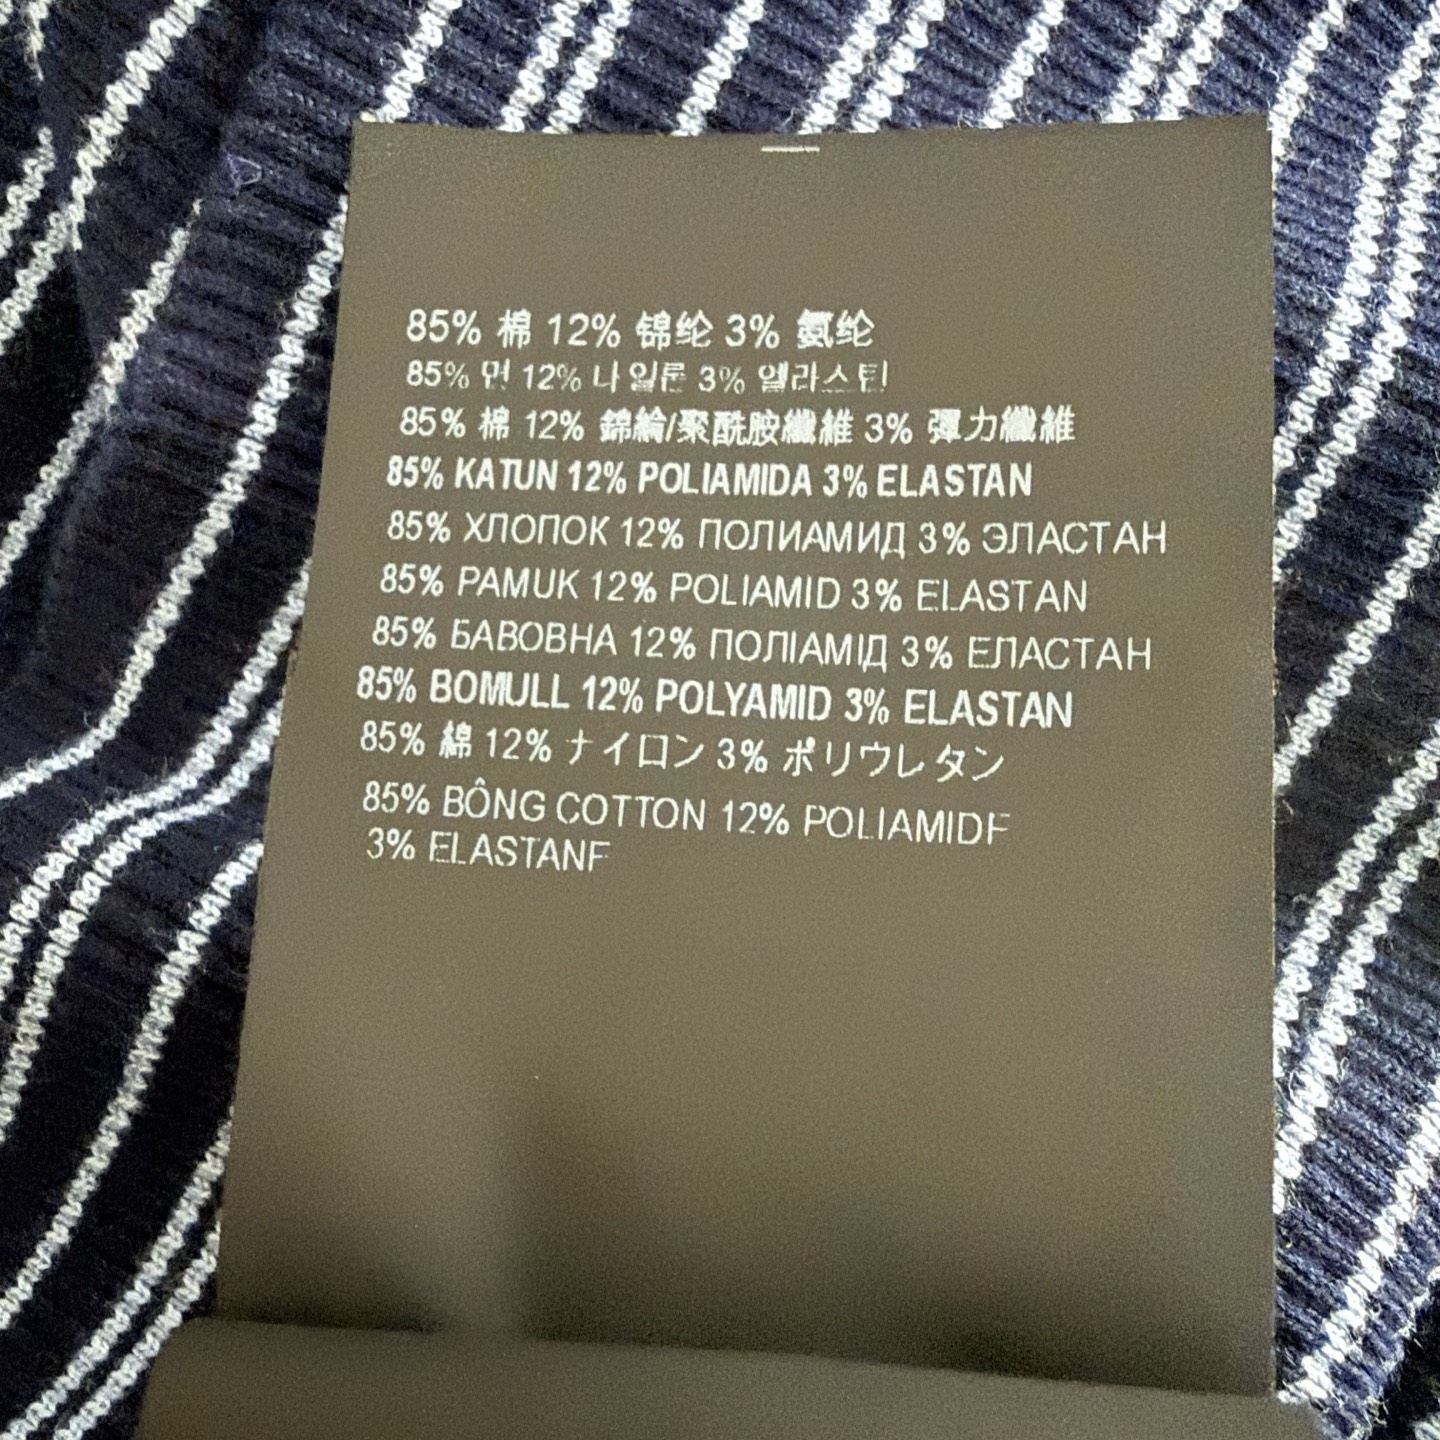 85% 棉 12% 锦纶 3% 氨纶
85% 면 12% 나일론 3% 엘라스틴
85% 棉 12% 錦綸/聚酰胺纖維 3% 彈力纖維
85% KATUN 12% POLIAMIDA 3% ELASTAN
85% ХЛОПОК 12% ПОЛИАМИД 3% ЭЛАСТАН
85% PAMUK 12% POLIAMID 3% ELASTAN
85% БАВОВНА 12% ПОЛІАМІД 3% ЕЛАСТАН
85% BOMULL 12% POLYAMID 3% ELASTAN
85% 綿 12% ナイロン 3% ポリウレタン
85% BÔNG COTTON 12% POLIAMIDE
3% ELASTANE